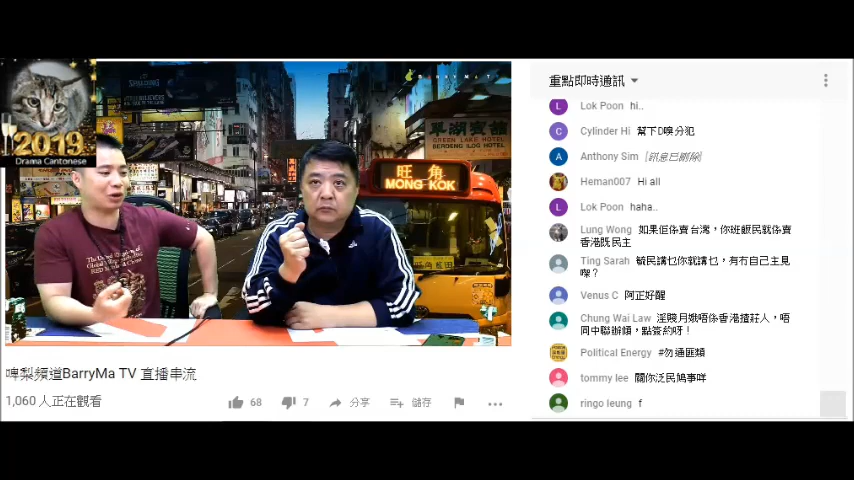 2019
Drama Cantonese
BARRYMA TV
翠湖賓館
GREEN LAKE HOTEL
旺角
MONG KOK
啤梨頻道BarryMa TV 直播串流
1,060 人正在觀看
68
7
分享
儲存
重點即時通訊
Lok Poon hi..
Cylinder Hi 幫下D嗅分犯
Anthony Sim [訊息已刪除]
Heman007 Hi all
Lok Poon haha..
Lung Wong 如果佢係賣台灣，你班觀民就係賣
香港既民主
Ting Sarah 毓民講乜你就講乜，有冇自己主見
㗎？
Venus C 阿正好醒
Chung Wai Law 淫賤月娥唔係香港揸莊人，唔
同中聯辦傾，點簽約呀！
Political Energy #勿通匪類
tommy lee 關你泛民鳩事咩
ringo leung f